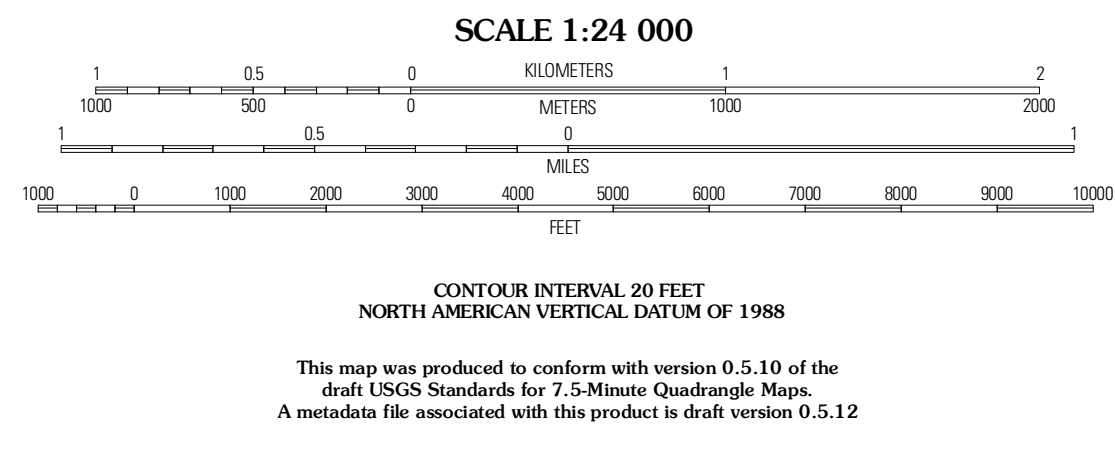 SCALE 1:24 000
1 0.5 0 KILOMETERS 1 2
1000 500 0 METERS 1000 2000
1 0.5 0 1
MILES
1000 0 1000 2000 3000 4000 5000 6000 7000 8000 9000 10000
FEET
CONTOUR INTERVAL 20 FEET
NORTH AMERICAN VERTICAL DATUM OF 1988
This map was produced to conform with version 0.5.10 of the
draft USGS Standards for 7.5-Minute Quadrangle Maps.
A metadata file associated with this product is draft version 0.5.12